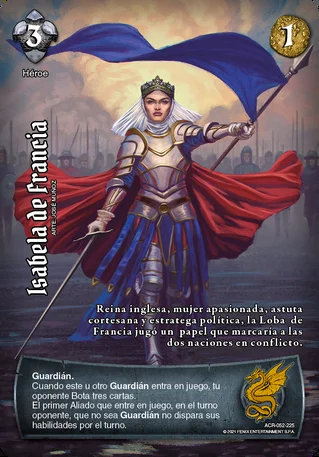 3
1
Héroe
Isabela de Francia
ARTE: JOSÉ MUÑOZ
Reina inglesa, mujer apasionada, astuta
cortesana y estratega política, la Loba de
Francia jugó un papel que marcaría a las
dos naciones en conflicto.
Guardián.
Cuando este u otro Guardián entra en juego, tu
oponente Bota tres cartas.
El primer Aliado que entre en juego, en el turno
oponente, que no sea Guardián no dispara sus
habilidades por el turno.
ACR-052-225
© 2021 FENIX ENTERTAINMENT S.P.A.